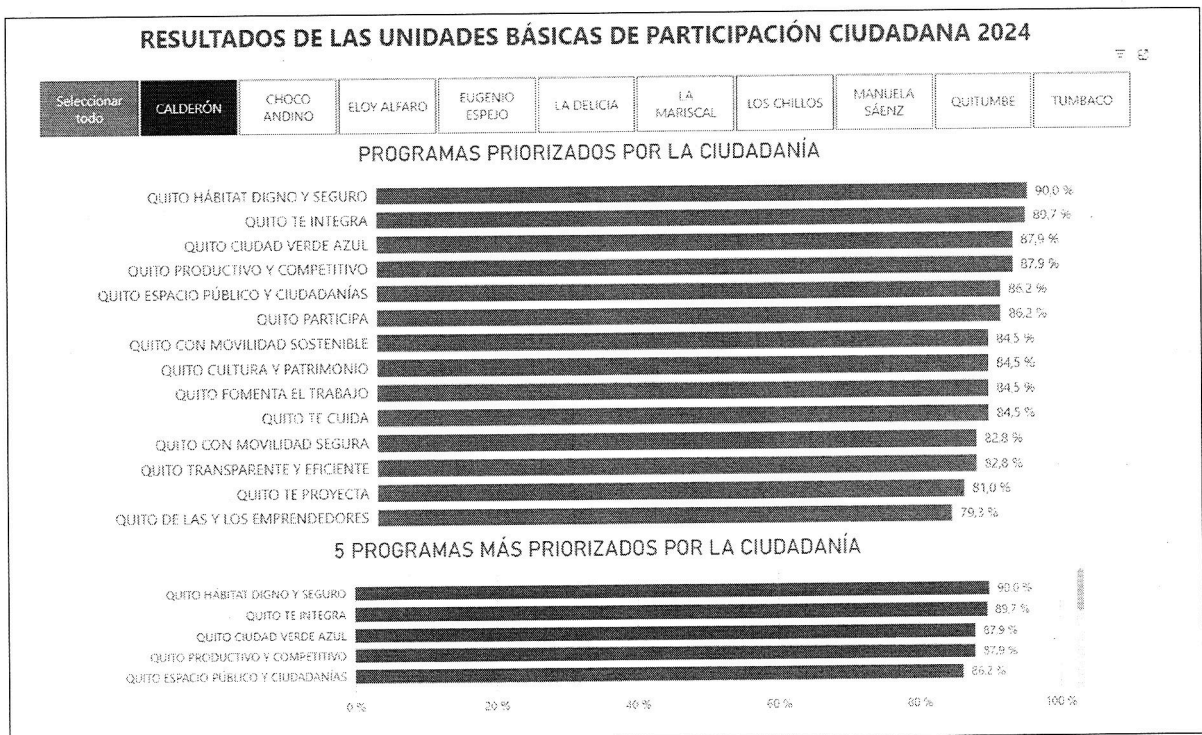 RESULTADOS DE LAS UNIDADES BÁSICAS DE PARTICIPACIÓN CIUDADANA 2024
Seleccionar todo
CALDERÓN
CHOCO ANDINO
ELOY ALFARO
EUGENIO ESPEJO
LA DELICIA
LA MARISCAL
LOS CHILLOS
MANUELA SÁENZ
QUITUMBE
TUMBACO
PROGRAMAS PRIORIZADOS POR LA CIUDADANÍA
QUITO HÁBITAT DIGNO Y SEGURO 90,0 %
QUITO TE INTEGRA 89,7 %
QUITO CIUDAD VERDE AZUL 87,9 %
QUITO PRODUCTIVO Y COMPETITIVO 87,9 %
QUITO ESPACIO PÚBLICO Y CIUDADANÍAS 86,2 %
QUITO PARTICIPA 86,2 %
QUITO CON MOVILIDAD SOSTENIBLE 84,5 %
QUITO CULTURA Y PATRIMONIO 84,5 %
QUITO FOMENTA EL TRABAJO 84,5 %
QUITO TE CUIDA 84,5 %
QUITO CON MOVILIDAD SEGURA 82,8 %
QUITO TRANSPARENTE Y EFICIENTE 82,8 %
QUITO TE PROYECTA 81,0 %
QUITO DE LAS Y LOS EMPRENDEDORES 79,3 %
5 PROGRAMAS MÁS PRIORIZADOS POR LA CIUDADANÍA
QUITO HÁBITAT DIGNO Y SEGURO 90,0 %
QUITO TE INTEGRA 89,7 %
QUITO CIUDAD VERDE AZUL 87,9 %
QUITO PRODUCTIVO Y COMPETITIVO 87,9 %
QUITO ESPACIO PÚBLICO Y CIUDADANÍAS 86,2 %
0 % 20 % 40 % 60 % 80 % 100 %